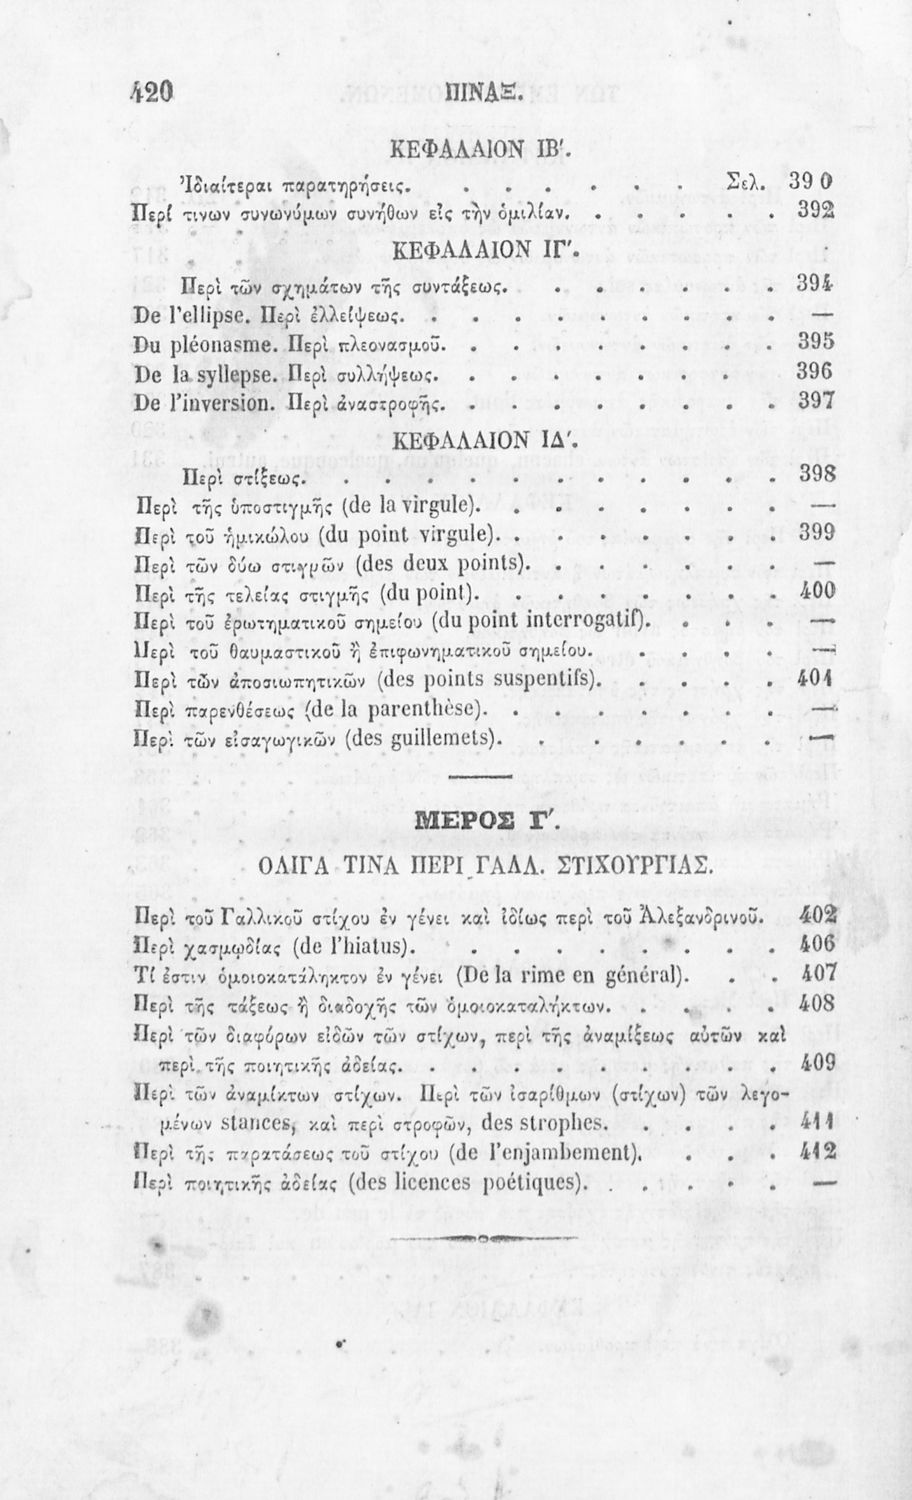 420 ΠΙΝΑΞ.
ΚΕΦΑΛΑΙΟΝ ΙΒ′.
Ἰδιαίτεραι παρατηρήσεις. . . . . . . . Σελ. 390
Περί τινων συνωνύμων συνήθων εἰς τὴν ὁμιλίαν. . . . . . 392
ΚΕΦΑΛΑΙΟΝ ΙΓ′.
Περὶ τῶν σχημάτων τῆς συντάξεως. . . . . . . . 394
De l'ellipse. Περὶ ἐλλείψεως. . . . . . . . . . —
Du pléonasme. Περὶ πλεονασμοῦ. . . . . . . . . 395
De la syllepse. Περὶ συλλήψεως. . . . . . . . 396
De l'inversion. Περὶ ἀναστροφῆς. . . . . . . . . 397
ΚΕΦΑΛΑΙΟΝ ΙΔ′.
Περὶ στίξεως. . . . . . . . . . . . 398
Περὶ τῆς ὑποστιγμῆς (de la virgule). . . . . . . . —
Περὶ τοῦ ἡμικώλου (du point virgule). . . . . . . . 399
Περὶ τῶν δύω στιγμῶν (des deux points). . . . . . . —
Περὶ τῆς τελείας στιγμῆς (du point). . . . . . . . 400
Περὶ τοῦ ἐρωτηματικοῦ σημείου (du point interrogatif). . . . —
Περὶ τοῦ θαυμαστικοῦ ἢ ἐπιφωνηματικοῦ σημείου. . . . . . —
Περὶ τῶν ἀποσιωπητικῶν (des points suspentifs). . . . . 401
Περὶ παρενθέσεως (de la parenthèse). . . . . . . . —
Περὶ τῶν εἰσαγωγικῶν (des guillemets). . . . . . . —
ΜΕΡΟΣ Γ′.
ΟΛΙΓΑ ΤΙΝΑ ΠΕΡΙ ΓΑΛΛ. ΣΤΙΧΟΥΡΓΙΑΣ.
Περὶ τοῦ Γαλλικοῦ στίχου ἐν γένει καὶ ἰδίως περὶ τοῦ Ἀλεξανδρινοῦ. 402
Περὶ χασμῳδίας (de l'hiatus). . . . . . . . . . 406
Τί ἐστιν ὁμοιοκατάληκτον ἐν γένει (De la rime en général). . . 407
Περὶ τῆς τάξεως ἢ διαδοχῆς τῶν ὁμοιοκαταλήκτων. . . . . 408
Περὶ τῶν διαφόρων εἰδῶν τῶν στίχων, περὶ τῆς ἀναμίξεως αὐτῶν καὶ
περὶ τῆς ποιητικῆς ἀδείας. . . . . . . . . . 409
Περὶ τῶν ἀναμίκτων στίχων. Περὶ τῶν ἰσαρίθμων (στίχων) τῶν λεγο-
μένων stances, καὶ περὶ στροφῶν, des strophes. . . . . 411
Περὶ τῆς παρατάσεως τοῦ στίχου (de l'enjambement). . . . 412
Περὶ ποιητικῆς ἀδείας (des licences poétiques). . . . . . —